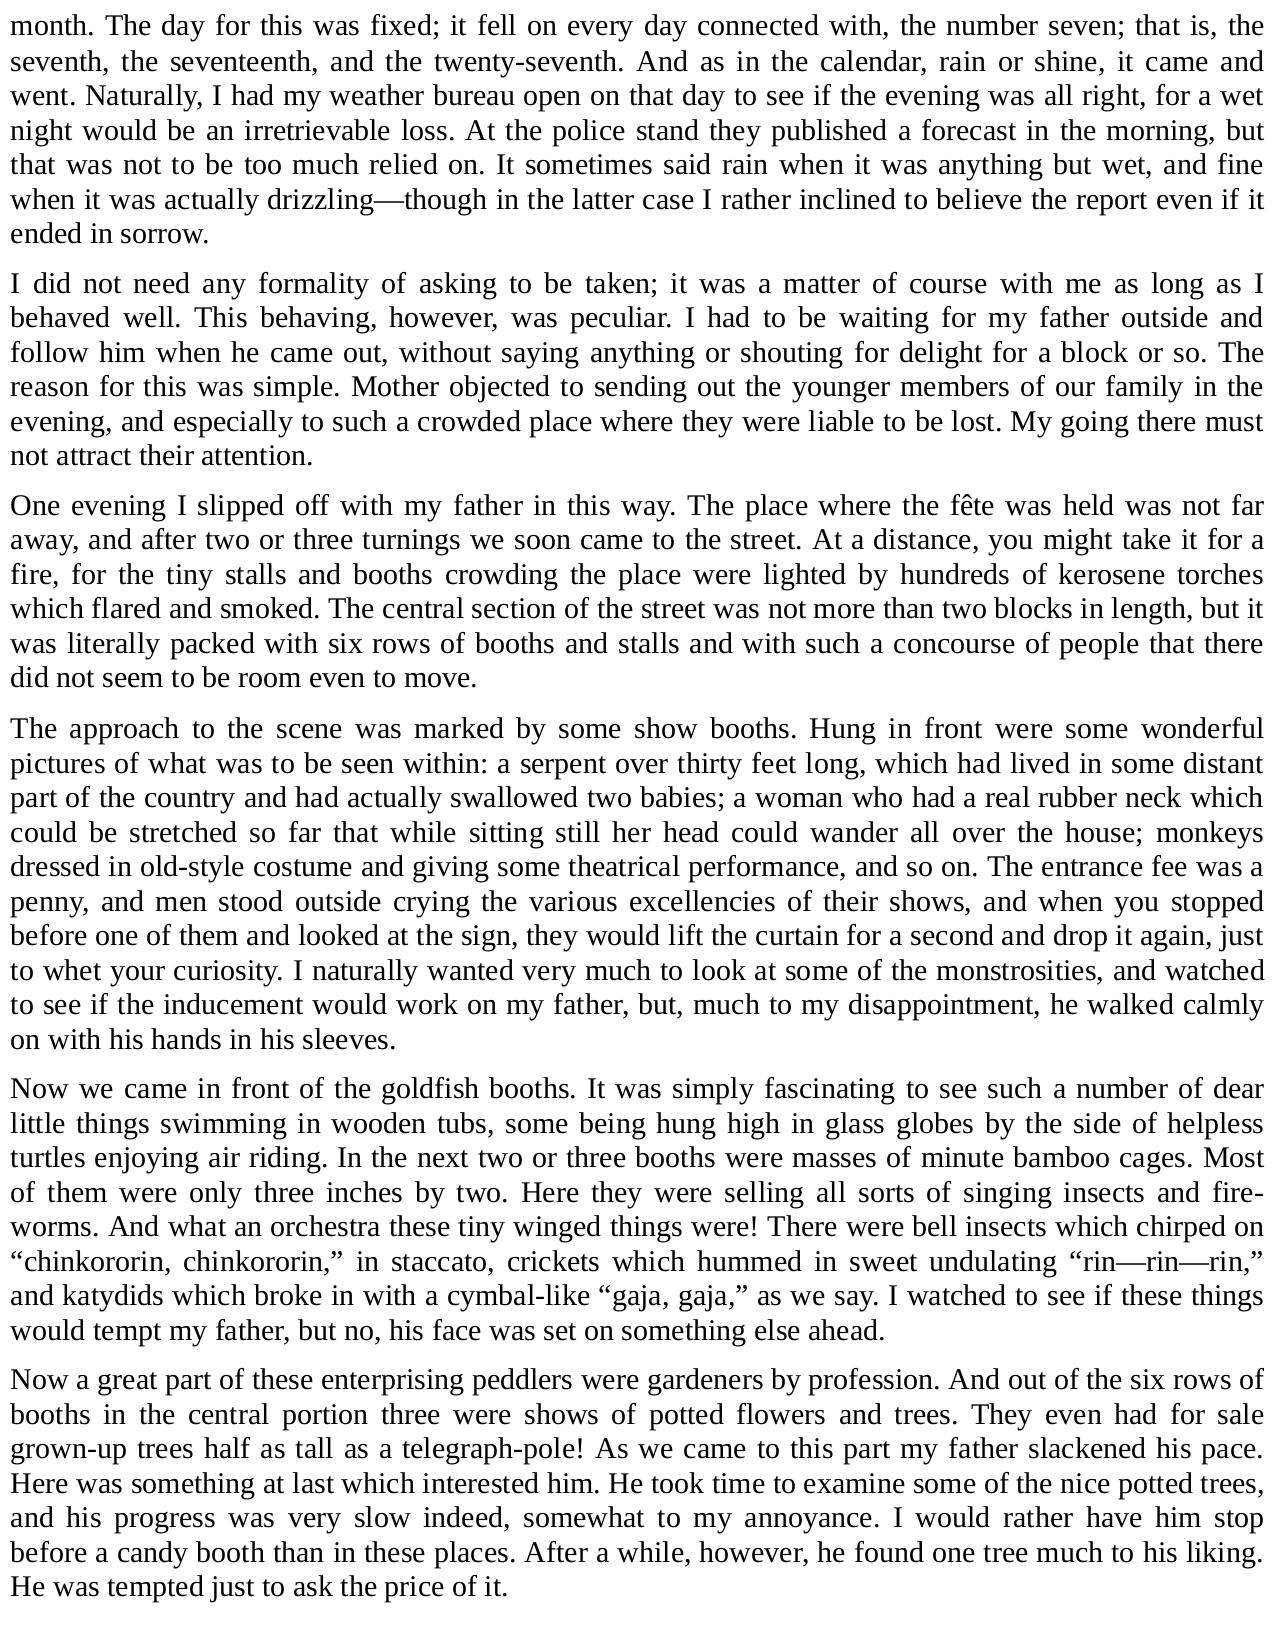 month. The day for this was fixed; it fell on every day connected with, the number seven; that is, the
seventh, the seventeenth, and the twenty-seventh. And as in the calendar, rain or shine, it came and
went. Naturally, I had my weather bureau open on that day to see if the evening was all right, for a wet
night would be an irretrievable loss. At the police stand they published a forecast in the morning, but
that was not to be too much relied on. It sometimes said rain when it was anything but wet, and fine
when it was actually drizzling—though in the latter case I rather inclined to believe the report even if it
ended in sorrow.
I did not need any formality of asking to be taken; it was a matter of course with me as long as I
behaved well. This behaving, however, was peculiar. I had to be waiting for my father outside and
follow him when he came out, without saying anything or shouting for delight for a block or so. The
reason for this was simple. Mother objected to sending out the younger members of our family in the
evening, and especially to such a crowded place where they were liable to be lost. My going there must
not attract their attention.
One evening I slipped off with my father in this way. The place where the fête was held was not far
away, and after two or three turnings we soon came to the street. At a distance, you might take it for a
fire, for the tiny stalls and booths crowding the place were lighted by hundreds of kerosene torches
which flared and smoked. The central section of the street was not more than two blocks in length, but it
was literally packed with six rows of booths and stalls and with such a concourse of people that there
did not seem to be room even to move.
The approach to the scene was marked by some show booths. Hung in front were some wonderful
pictures of what was to be seen within: a serpent over thirty feet long, which had lived in some distant
part of the country and had actually swallowed two babies; a woman who had a real rubber neck which
could be stretched so far that while sitting still her head could wander all over the house; monkeys
dressed in old-style costume and giving some theatrical performance, and so on. The entrance fee was a
penny, and men stood outside crying the various excellencies of their shows, and when you stopped
before one of them and looked at the sign, they would lift the curtain for a second and drop it again, just
to whet your curiosity. I naturally wanted very much to look at some of the monstrosities, and watched
to see if the inducement would work on my father, but, much to my disappointment, he walked calmly
on with his hands in his sleeves.
Now we came in front of the goldfish booths. It was simply fascinating to see such a number of dear
little things swimming in wooden tubs, some being hung high in glass globes by the side of helpless
turtles enjoying air riding. In the next two or three booths were masses of minute bamboo cages. Most
of them were only three inches by two. Here they were selling all sorts of singing insects and fire-
worms. And what an orchestra these tiny winged things were! There were bell insects which chirped on
“chinkororin, chinkororin,” in staccato, crickets which hummed in sweet undulating “rin—rin—rin,”
and katydids which broke in with a cymbal-like “gaja, gaja,” as we say. I watched to see if these things
would tempt my father, but no, his face was set on something else ahead.
Now a great part of these enterprising peddlers were gardeners by profession. And out of the six rows of
booths in the central portion three were shows of potted flowers and trees. They even had for sale
grown-up trees half as tall as a telegraph-pole! As we came to this part my father slackened his pace.
Here was something at last which interested him. He took time to examine some of the nice potted trees,
and his progress was very slow indeed, somewhat to my annoyance. I would rather have him stop
before a candy booth than in these places. After a while, however, he found one tree much to his liking.
He was tempted just to ask the price of it.